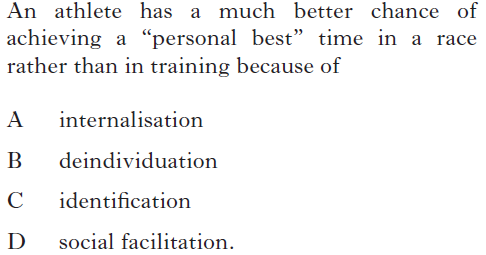 An athlete has a much better chance of
achieving a “personal best” time in a race
rather than in training because of
A internalisation
B deindividuation
C identification
D social facilitation.